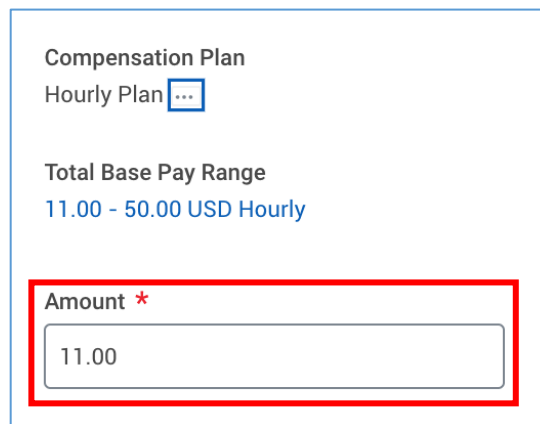 Compensation Plan
Hourly Plan ...
Total Base Pay Range
11.00 - 50.00 USD Hourly
Amount *
11.00